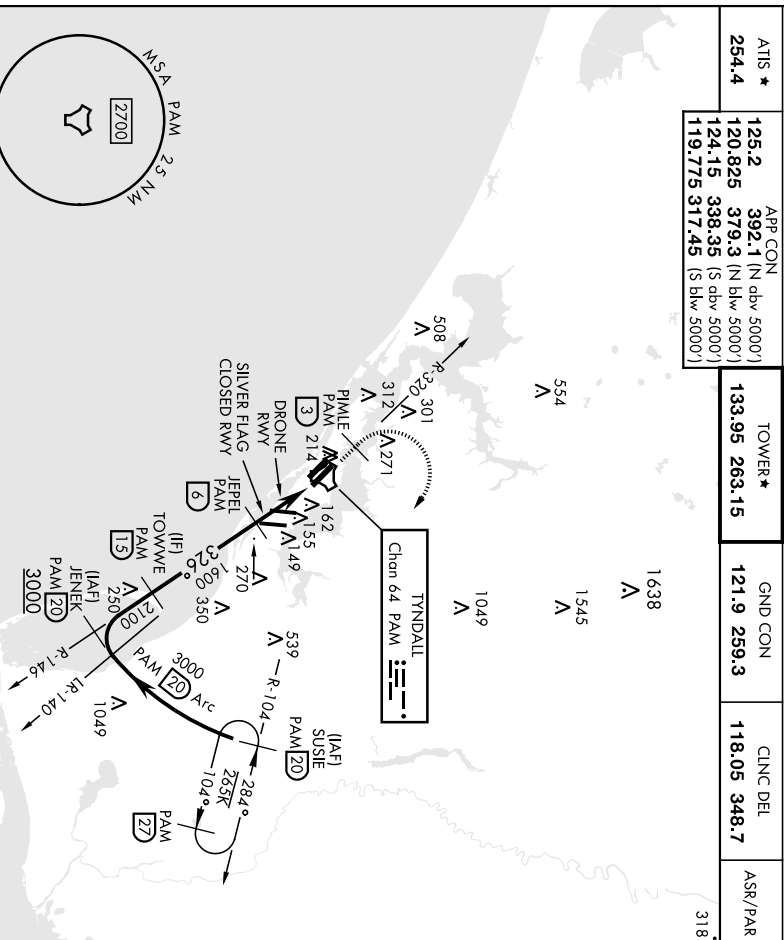 ATIS ★
254.4
APP CON
125.2 392.1 (N abv 5000')
120.825 379.3 (N blw 5000')
124.15 338.35 (S abv 5000')
119.775 317.45 (S blw 5000')
TOWER★
133.95 263.15
GND CON
121.9 259.3
CLNC DEL
118.05 348.7
ASR/PAR
318
MSA PAM 25 NM
2700
1638
1545
1049
554
508
R-320
301
312
271
PIMLE
PAM
3
214
162
155
149
270
350
539
250
1049
TYNDALL
Chan 64 PAM
DRONE
RWY
SILVER FLAG
CLOSED RWY
JEPEL
PAM
6
326°
1600
(IF)
TOWWE
PAM
15
2100
(IAF)
JENEK
PAM 20
3000
R-146
LR-140
3000
PAM 20 Arc
R-104
(IAF)
SUSIE
PAM 20
284°
265K
104°
PAM
27